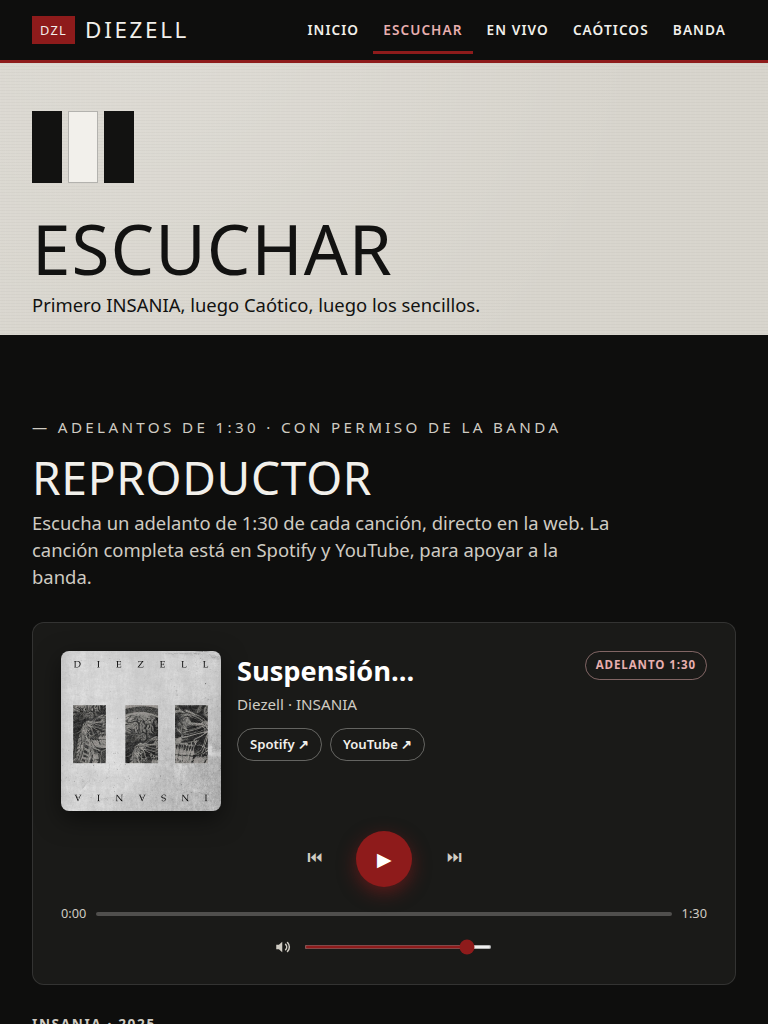 DZL DIEZELL INICIO ESCUCHAR EN VIVO CAÓTICOS BANDA
ESCUCHAR
Primero INSANIA, luego Caótico, luego los sencillos.
— ADELANTOS DE 1:30 · CON PERMISO DE LA BANDA
REPRODUCTOR
Escucha un adelanto de 1:30 de cada canción, directo en la web. La
canción completa está en Spotify y YouTube, para apoyar a la
banda.
D I E Z E L L
I N V S N I
Suspensión...
ADELANTO 1:30
Diezell · INSANIA
Spotify ↗ YouTube ↗
0:00 1:30
INSANIA · 2025